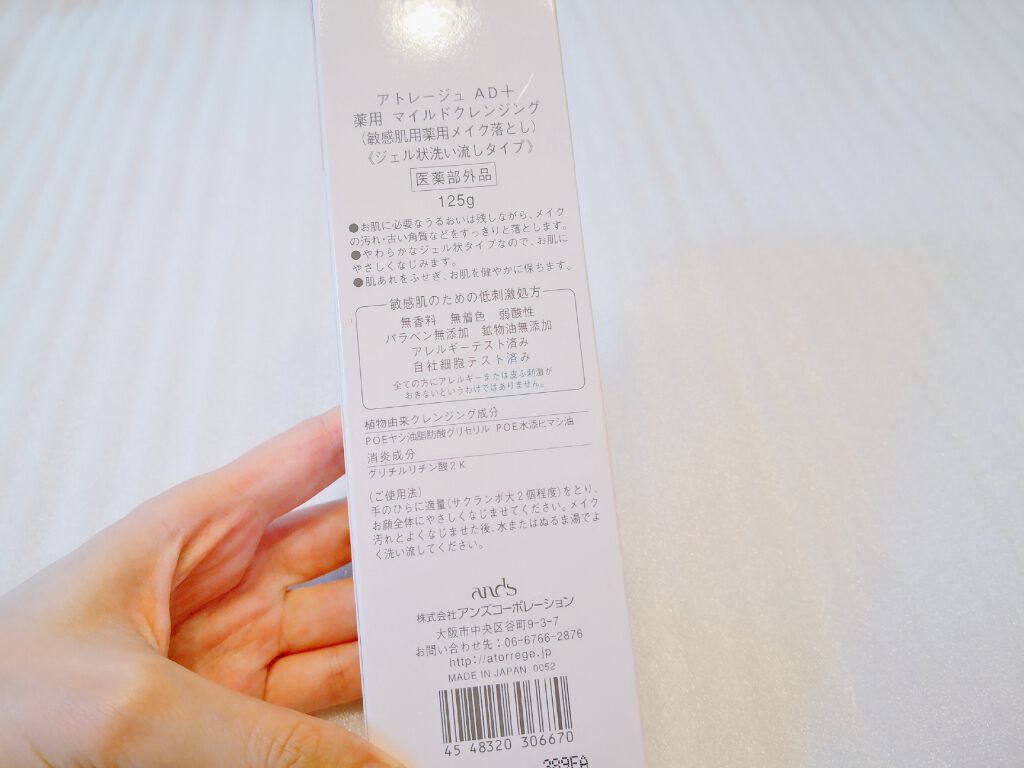 アトレージュ AD＋
薬用 マイルドクレンジング
（敏感肌用薬用メイク落とし）
《ジェル状洗い流しタイプ》
医薬部外品
125g
●お肌に必要なうるおいは残しながら、メイク
の汚れ・古い角質などをすっきりと落とします。
●やわらかなジェル状タイプなので、お肌に
やさしくなじみます。
●肌あれをふせぎ、お肌を健やかに保ちます。
敏感肌のための低刺激処方
無香料 無着色 弱酸性
パラベン無添加 鉱物油無添加
アレルギーテスト済み
自社細胞テスト済み
全ての方にアレルギーまたは皮ふ刺激が
おきないというわけではありません。
植物由来クレンジング成分
POEヤシ油脂肪酸グリセリル POE水添ヒマシ油
消炎成分
グリチルリチン酸2K
（ご使用法）
手のひらに適量（サクランボ大2個程度）をとり、
お顔全体にやさしくなじませてください。メイク
汚れとよくなじませた後、水またはぬるま湯でよ
く洗い流してください。
ands
株式会社アンズコーポレーション
大阪市中央区谷町9-3-7
お問い合わせ先：06-6766-2876
http://atorrege.jp
MADE IN JAPAN 0052
45 48320 306670